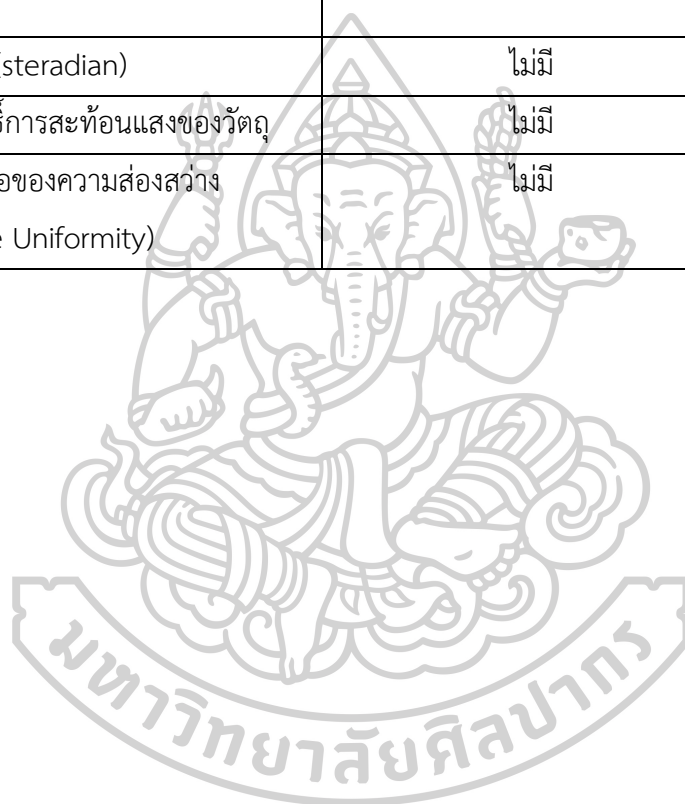 steradian)
ไม่มี
ธิ์การสะท้อนแสงของวัตถุ
ไม่มี
อของความส่องสว่าง
ไม่มี
e Uniformity)
มหาวิทยาลัยศิลปากร